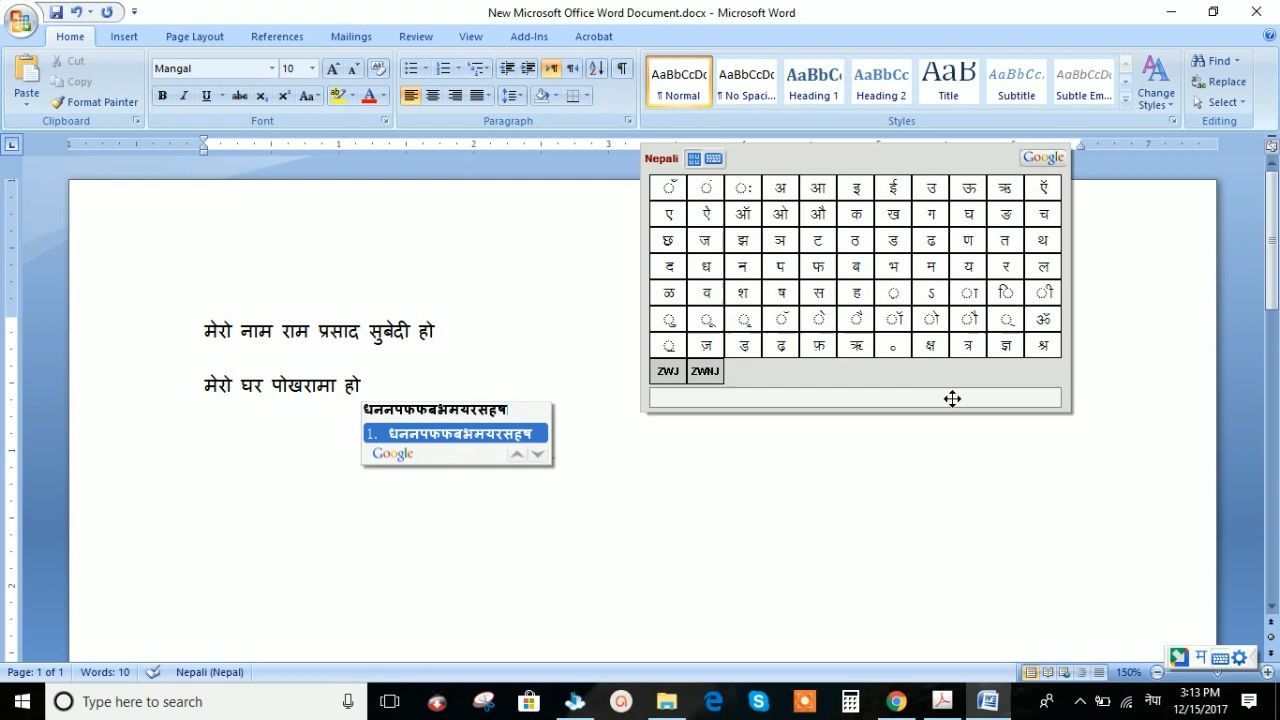 New Microsoft Office Word Document.docx - Microsoft Word
Home Insert Page Layout References Mailings Review View Add-Ins Acrobat
Paste Cut Copy Format Painter
Mangal 10
AaBbCcDc ¶ Normal
AaBbCcDc ¶ No Spaci...
AaBbC Heading 1
AaBbCc Heading 2
AaB Title
AaBbCc. Subtitle
AaBbCcDc Subtle Em...
Change Styles
Find Replace Select
Clipboard Font Paragraph Styles Editing
Nepali Google
ँ ं ः अ आ इ ई उ ऊ ऋ ऍ
ए ऐ ऑ ओ औ क ख ग घ ङ च
छ ज झ ञ ट ठ ड ढ ण त थ
द ध न प फ ब भ म य र ल
ळ व श ष स ह ़ ऽ ा ि ी
ु ू ृ ॅ े ै ॉ ो ौ ् ॐ
ज़ ड़ ढ़ फ़ ऋ ॰ क्ष त्र ज्ञ श्र
ZWJ ZWNJ
मेरो नाम राम प्रसाद सुबेदी हो
मेरो घर पोखरामा हो
धननपफफबभमयरसहष
1. धननपफफबभमयरसहष
Google
Page: 1 of 1 Words: 10 Nepali (Nepal) 150%
Type here to search
नेपा
3:13 PM
12/15/2017